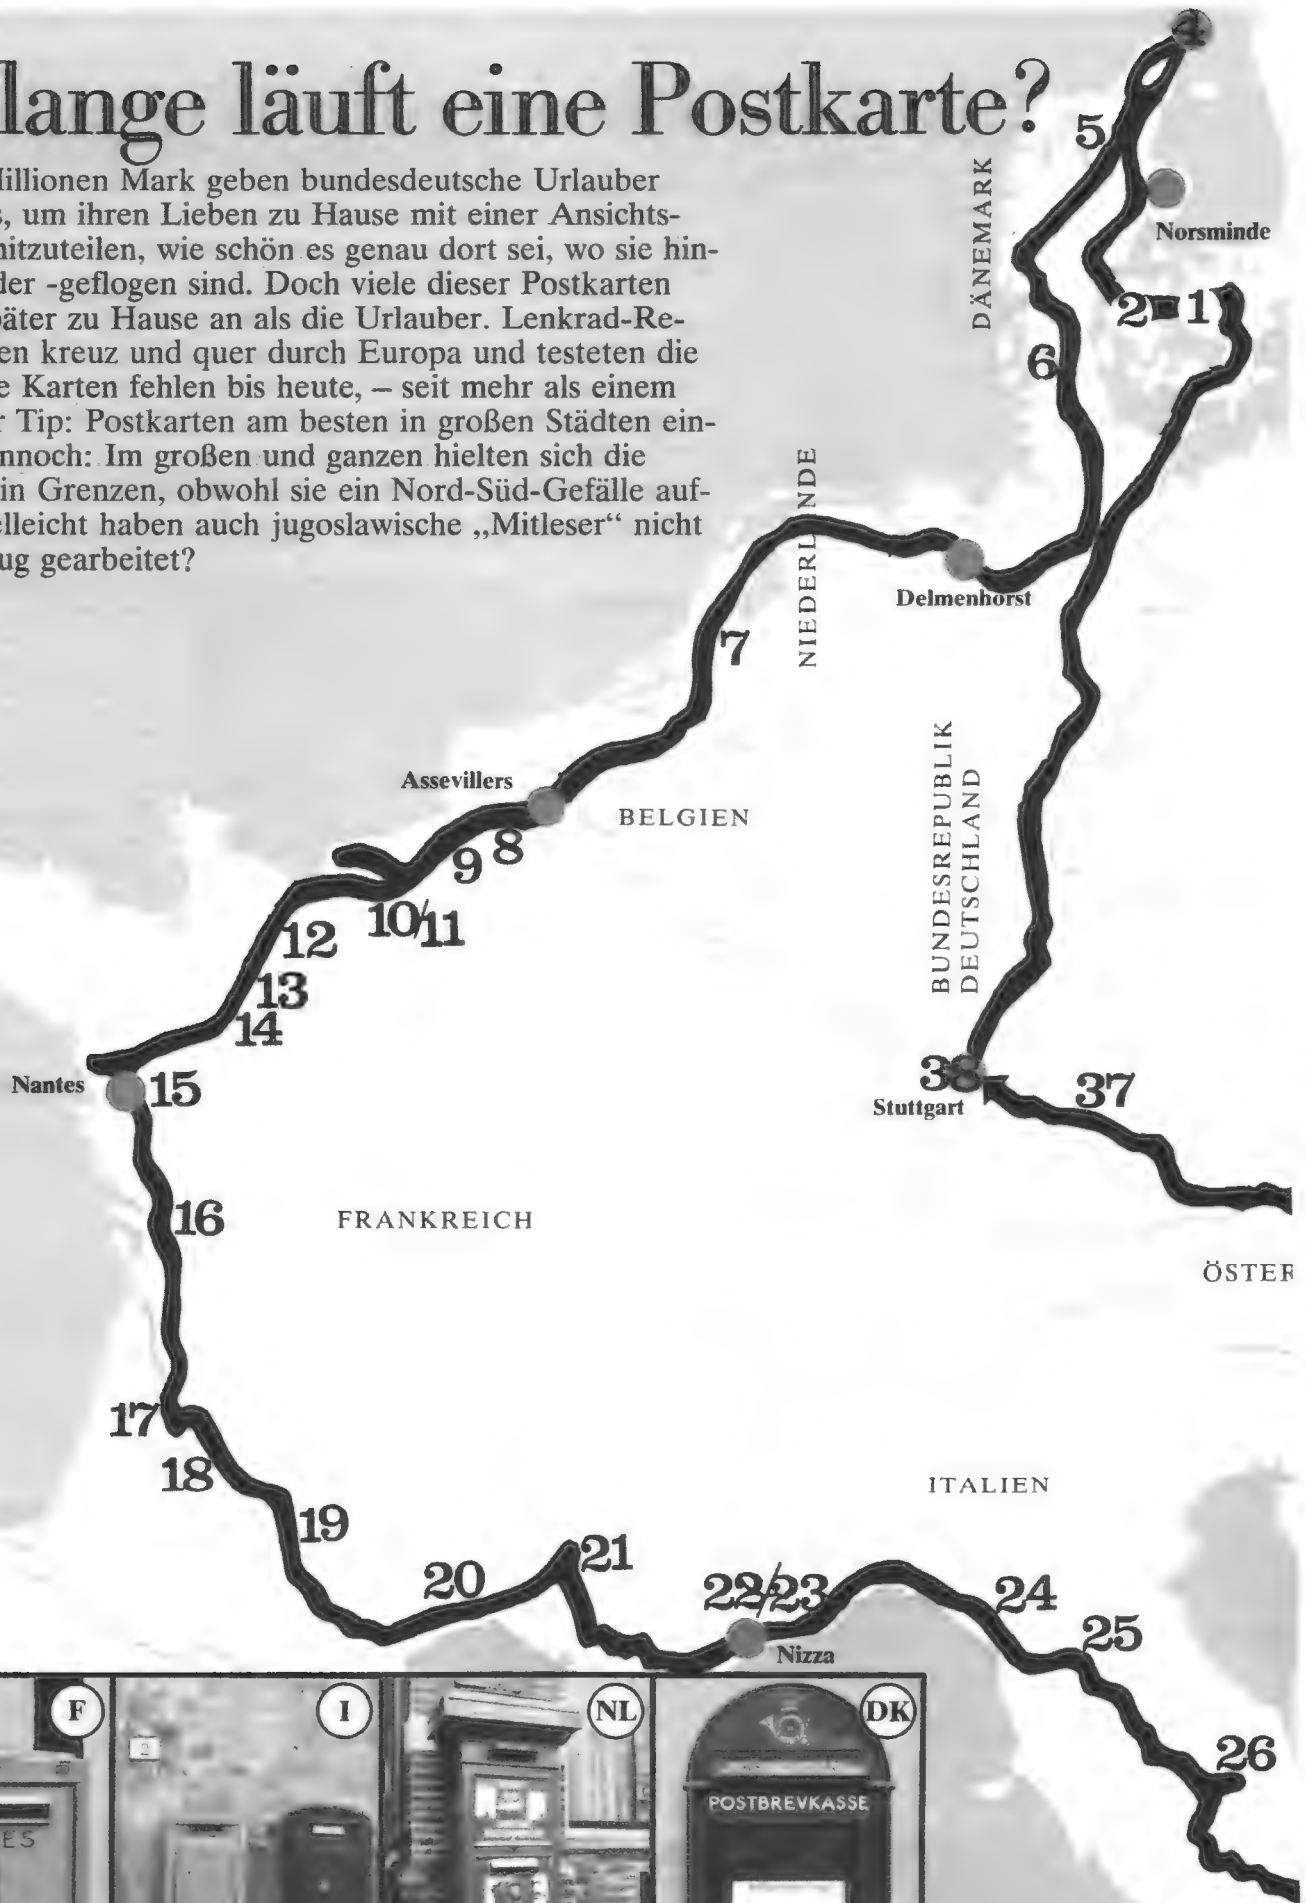 lange läuft eine Postkarte?
Millionen Mark geben bundesdeutsche Urlauber
s, um ihren Lieben zu Hause mit einer Ansichts-
mitzuteilen, wie schön es genau dort sei, wo sie hin-
der -geflogen sind. Doch viele dieser Postkarten
päter zu Hause an als die Urlauber. Lenkrad-Re-
en kreuz und quer durch Europa und testeten die
e Karten fehlen bis heute, – seit mehr als einem
r Tip: Postkarten am besten in großen Städten ein-
nnoch: Im großen und ganzen hielten sich die
in Grenzen, obwohl sie ein Nord-Süd-Gefälle auf-
elleicht haben auch jugoslawische „Mitleser“ nicht
ug gearbeitet?
4
5
DÄNEMARK
Norsminde
2 1
6
NIEDERLANDE
Delmenhorst
7
BUNDESREPUBLIK
DEUTSCHLAND
Assevillers
BELGIEN
8
9
10/11
12
13
14
Nantes
15
3
Stuttgart
37
16
FRANKREICH
ÖSTER
17
18
19
20
21
ITALIEN
22/23
Nizza
24
25
26
F
I
NL
DK
2
POSTBREVKASSE
ES